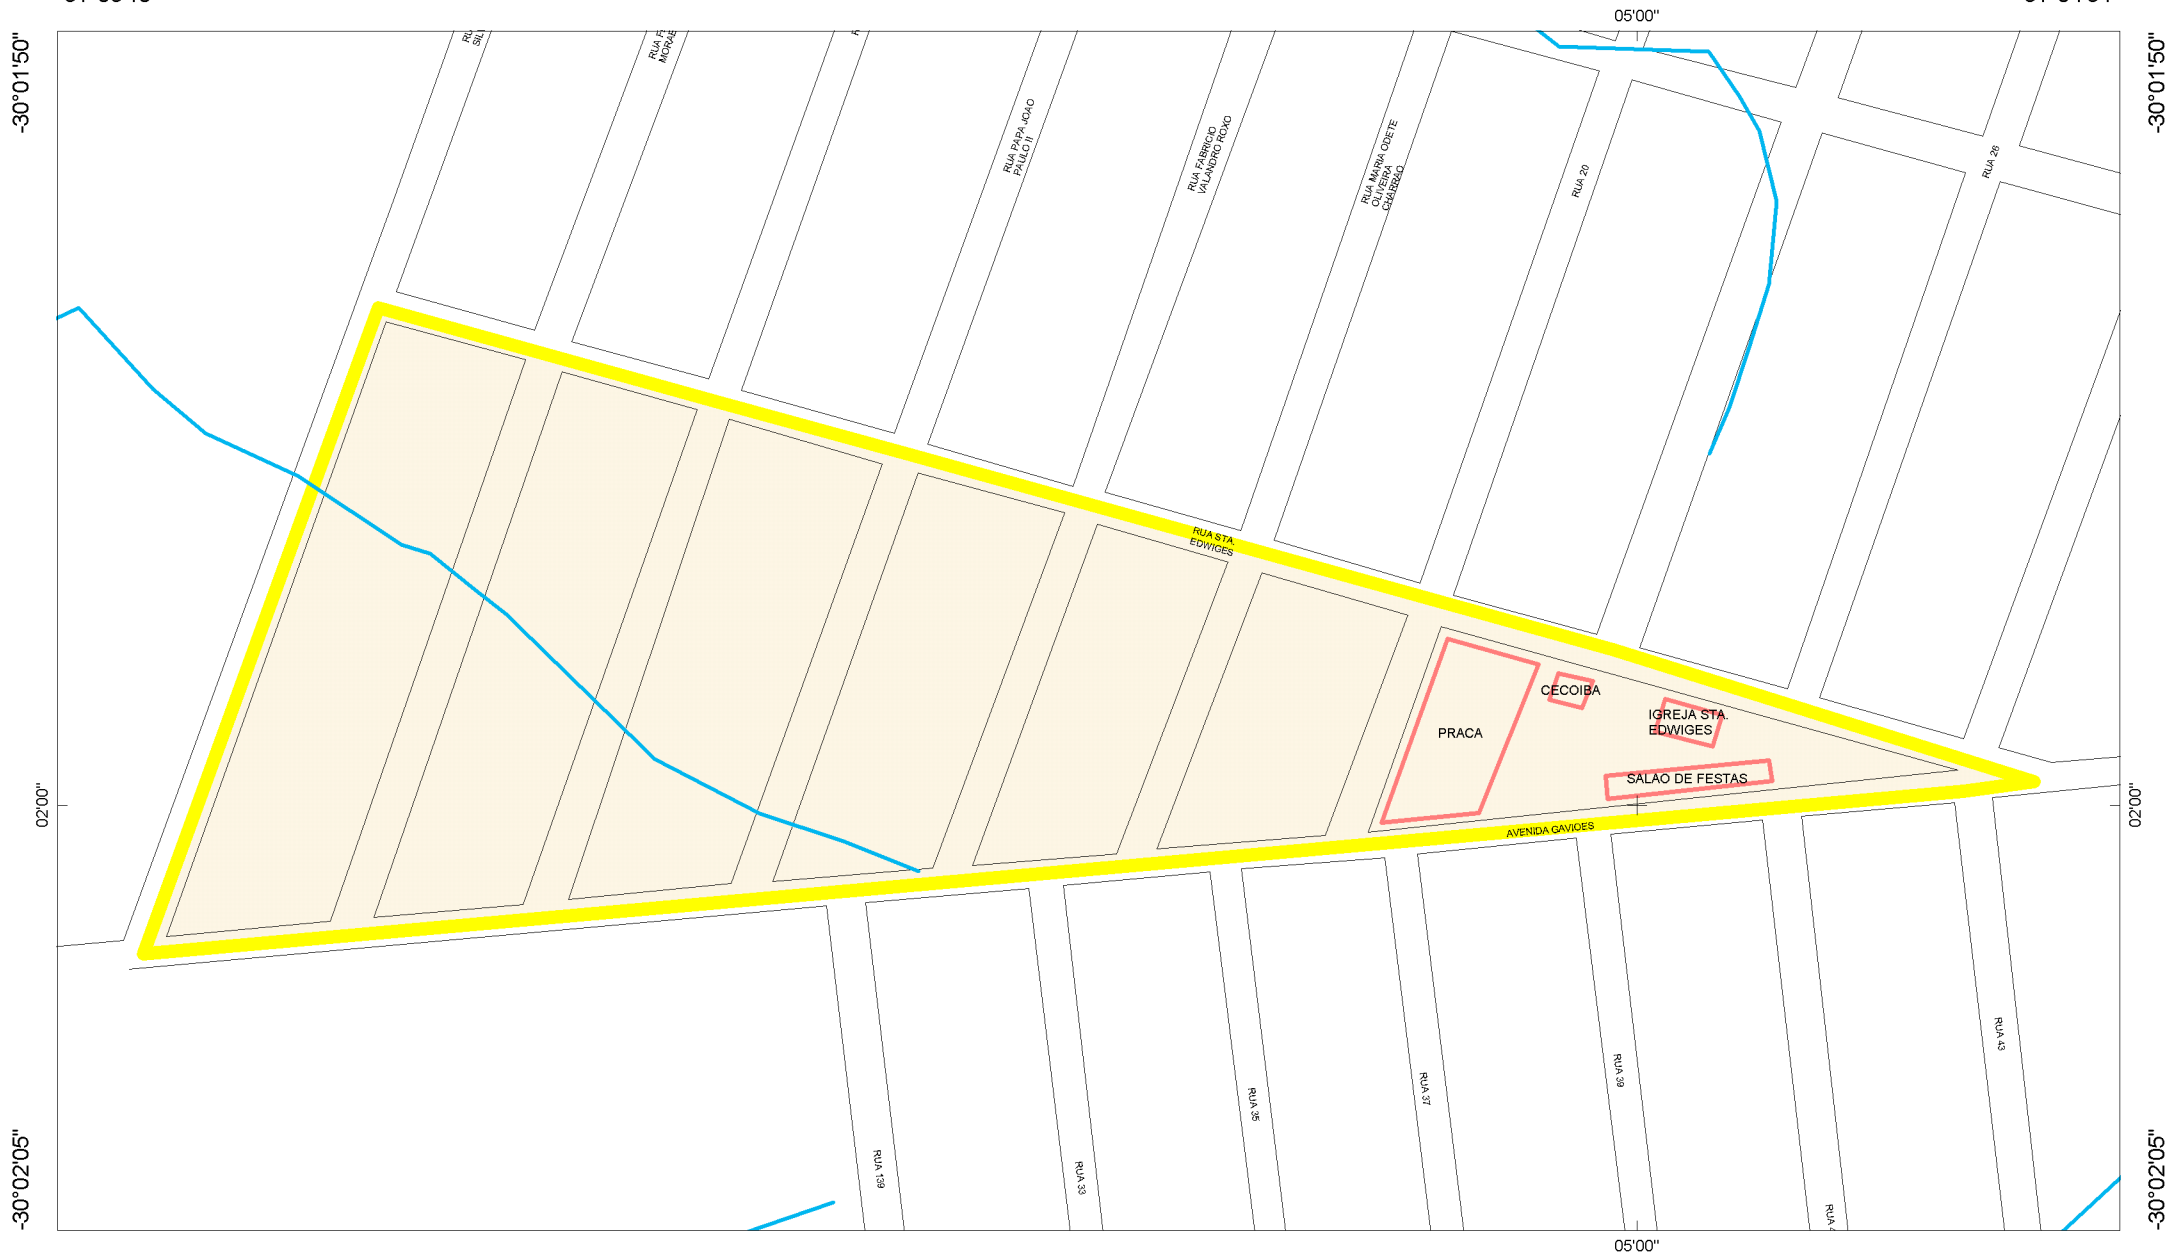 05'00"
-30°01'50"
-30°01'50"
RUA PAPA JOAO
PAULO II
RUA FABRICIO
VALANDRO ROXO
RUA MARIA ODETE
OLIVEIRA
CHARRAO
RUA 20
RUA 26
RUA STA.
EDWIGES
CECOIBA
IGREJA STA.
EDWIGES
PRACA
SALAO DE FESTAS
AVENIDA GAVIOES
02'00"
02'00"
RUA 43
RUA 39
RUA 37
RUA 35
RUA 139
RUA 33
-30°02'05"
-30°02'05"
05'00"